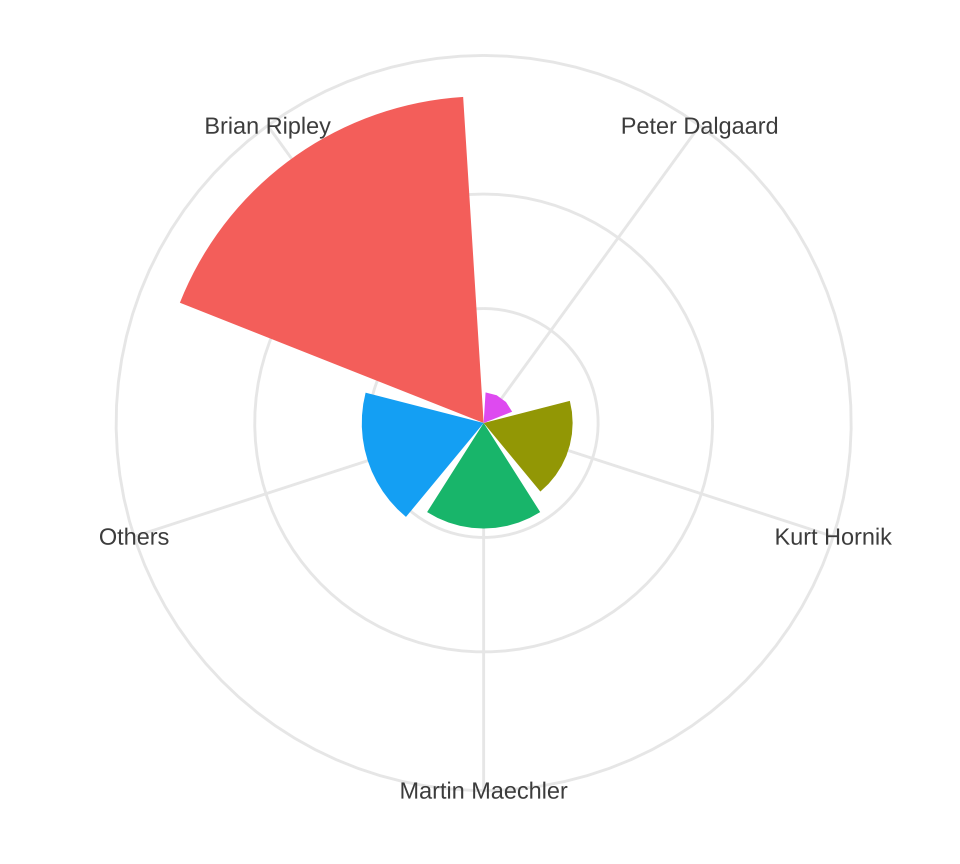 Brian Ripley
Peter Dalgaard
Others
Kurt Hornik
Martin Maechler